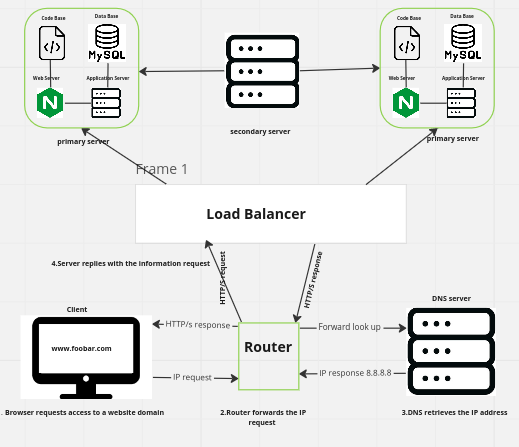 Code Base
Data Base
MySQL
Web Server
Application Server
N
primary server
secondary server
Code Base
Data Base
MySQL
Web Server
Application Server
N
primary server
Frame 1
Load Balancer
4.Server replies with the information request
HTTP/S request
HTTP/S response
Client
www.foobar.com
HTTP/s response
IP request
Router
Forward look up
IP response 8.8.8.8
DNS server
. Browser requests access to a website domain
2.Router forwards the IP
request
3.DNS retrieves the IP address